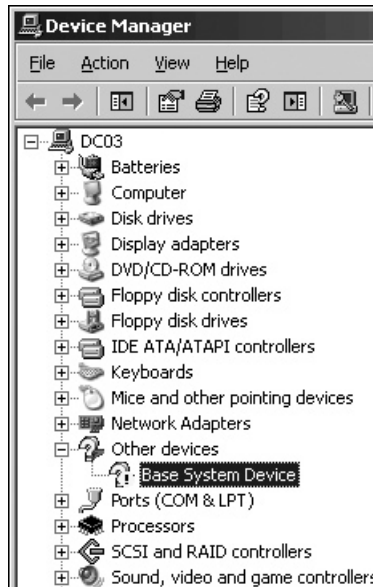 Device Manager
File Action View Help
DC03
Batteries
Computer
Disk drives
Display adapters
DVD/CD-ROM drives
Floppy disk controllers
Floppy disk drives
IDE ATA/ATAPI controllers
Keyboards
Mice and other pointing devices
Network Adapters
Other devices
Base System Device
Ports (COM & LPT)
Processors
SCSI and RAID controllers
Sound, video and game controllers